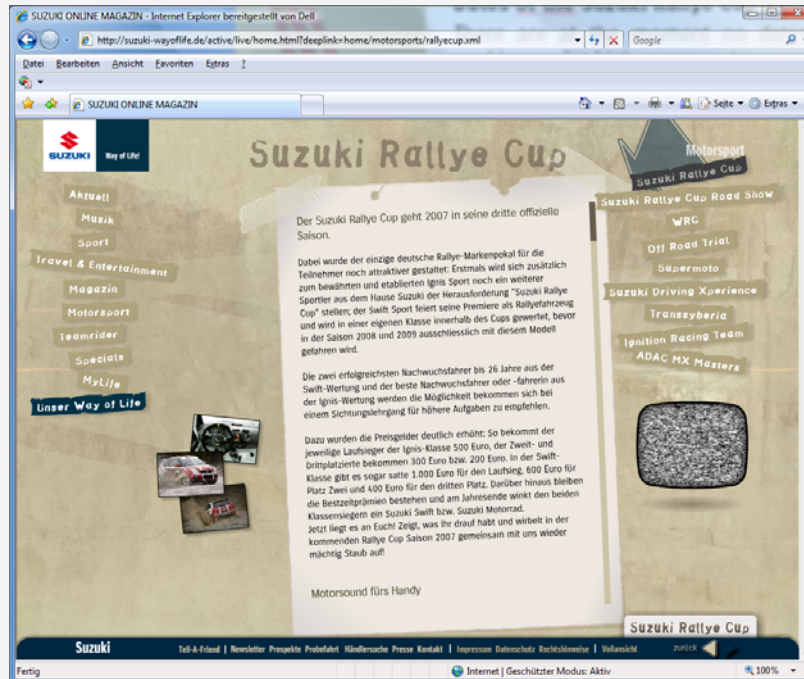 SUZUKI ONLINE MAGAZIN - Internet Explorer bereitgestellt von Dell
http://suzuki-wayoflife.de/active/live/home.html?deeplink=home/motorsports/rallyecup.xml
Google
Datei Bearbeiten Ansicht Favoriten Extras ?
SUZUKI ONLINE MAGAZIN
Seite Extras
SUZUKI Way of Life!
Suzuki Rallye Cup
Motorsport
Aktuell
Musik
Sport
Travel & Entertainment
Magazin
Motorsport
Teamrider
Specials
MyLife
Unser Way of Life
Der Suzuki Rallye Cup geht 2007 in seine dritte offizielle
Saison.
Dabei wurde der einzige deutsche Rallye-Markenpokal für die
Teilnehmer noch attraktiver gestaltet: Erstmals wird sich zusätzlich
zum bewährten und etablierten Ignis Sport noch ein weiterer
Sportler aus dem Hause Suzuki der Herausforderung "Suzuki Rallye
Cup" stellen; der Swift Sport feiert seine Premiere als Rallyefahrzeug
und wird in einer eigenen Klasse innerhalb des Cups gewertet, bevor
in der Saison 2008 und 2009 ausschliesslich mit diesem Modell
gefahren wird.
Die zwei erfolgreichsten Nachwuchsfahrer bis 26 Jahre aus der
Swift-Wertung und der beste Nachwuchsfahrer oder -fahrerin aus
der Ignis-Wertung werden die Möglichkeit bekommen sich bei
einem Sichtungslehrgang für höhere Aufgaben zu empfehlen.
Dazu wurden die Preisgelder deutlich erhöht: So bekommt der
jeweilige Laufsieger der Ignis-Klasse 500 Euro, der Zweit- und
Drittplatzierte bekommen 300 Euro bzw. 200 Euro. In der Swift-
Klasse gibt es sogar satte 1.000 Euro für den Laufsieg, 600 Euro für
Platz Zwei und 400 Euro für den dritten Platz. Darüber hinaus bleiben
die Bestzeitprämien bestehen und am Jahresende winkt den beiden
Klassensiegern ein Suzuki Swift bzw. Suzuki Motorrad.
Jetzt liegt es an Euch! Zeigt, was ihr drauf habt und wirbelt in der
kommenden Rallye Cup Saison 2007 gemeinsam mit uns wieder
mächtig Staub auf!
Motorsound fürs Handy
Suzuki Rallye Cup
Suzuki Rallye Cup Road Show
WRC
Off Road Trial
Supermoto
Suzuki Driving Xperience
Transsyberia
Ignition Racing Team
ADAC MX Masters
Suzuki Rallye Cup
Suzuki
Tell-A-Friend | Newsletter Prospekte Probefahrt Händlersuche Presse Kontakt | Impressum Datenschutz Rechtshinweise | Vollansicht
zurück
Fertig
Internet | Geschützter Modus: Aktiv
100%